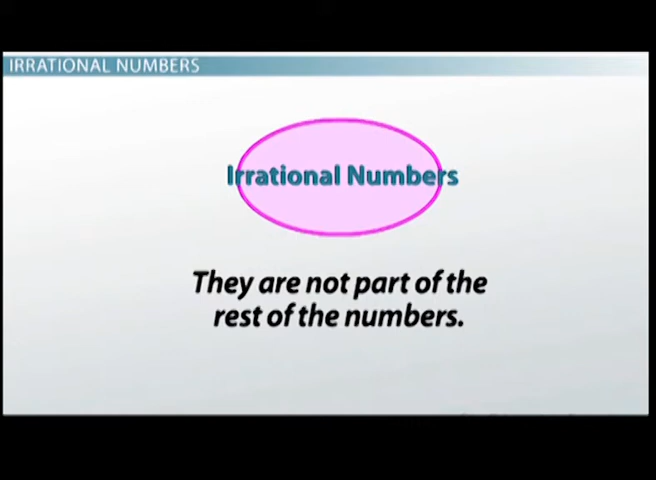 IRRATIONAL NUMBERS
Irrational Numbers
They are not part of the
rest of the numbers.